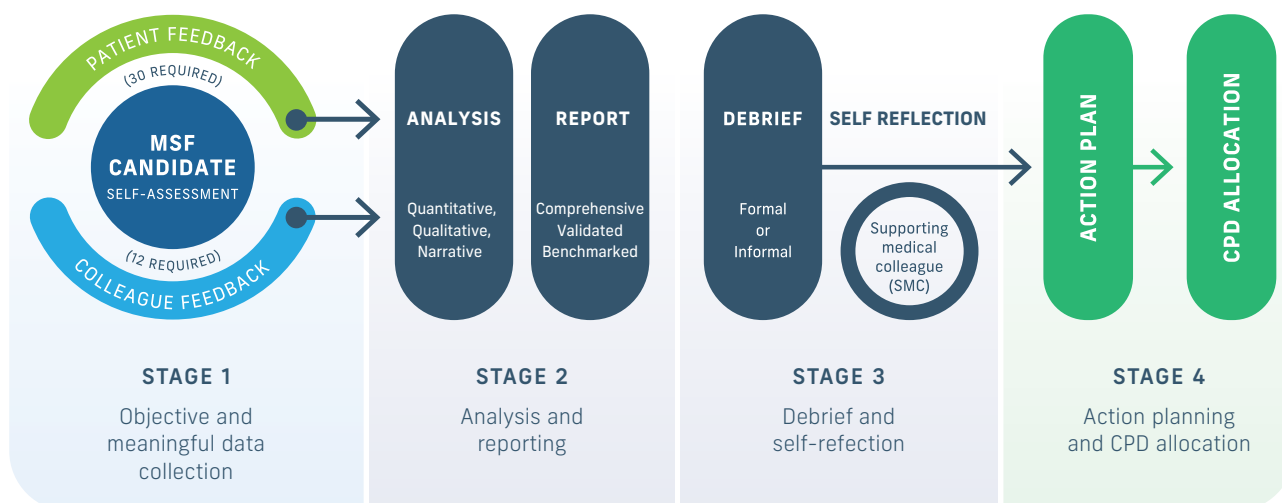 PATIENT FEEDBACK
(30 REQUIRED)
MSF
CANDIDATE
SELF-ASSESSMENT
(12 REQUIRED)
COLLEAGUE FEEDBACK
ANALYSIS
Quantitative,
Qualitative,
Narrative
REPORT
Comprehensive
Validated
Benchmarked
DEBRIEF
Formal
or
Informal
SELF REFLECTION
Supporting
medical
colleague
(SMC)
ACTION PLAN
CPD ALLOCATION
STAGE 1
Objective and
meaningful data
collection
STAGE 2
Analysis and
reporting
STAGE 3
Debrief and
self-refection
STAGE 4
Action planning
and CPD allocation